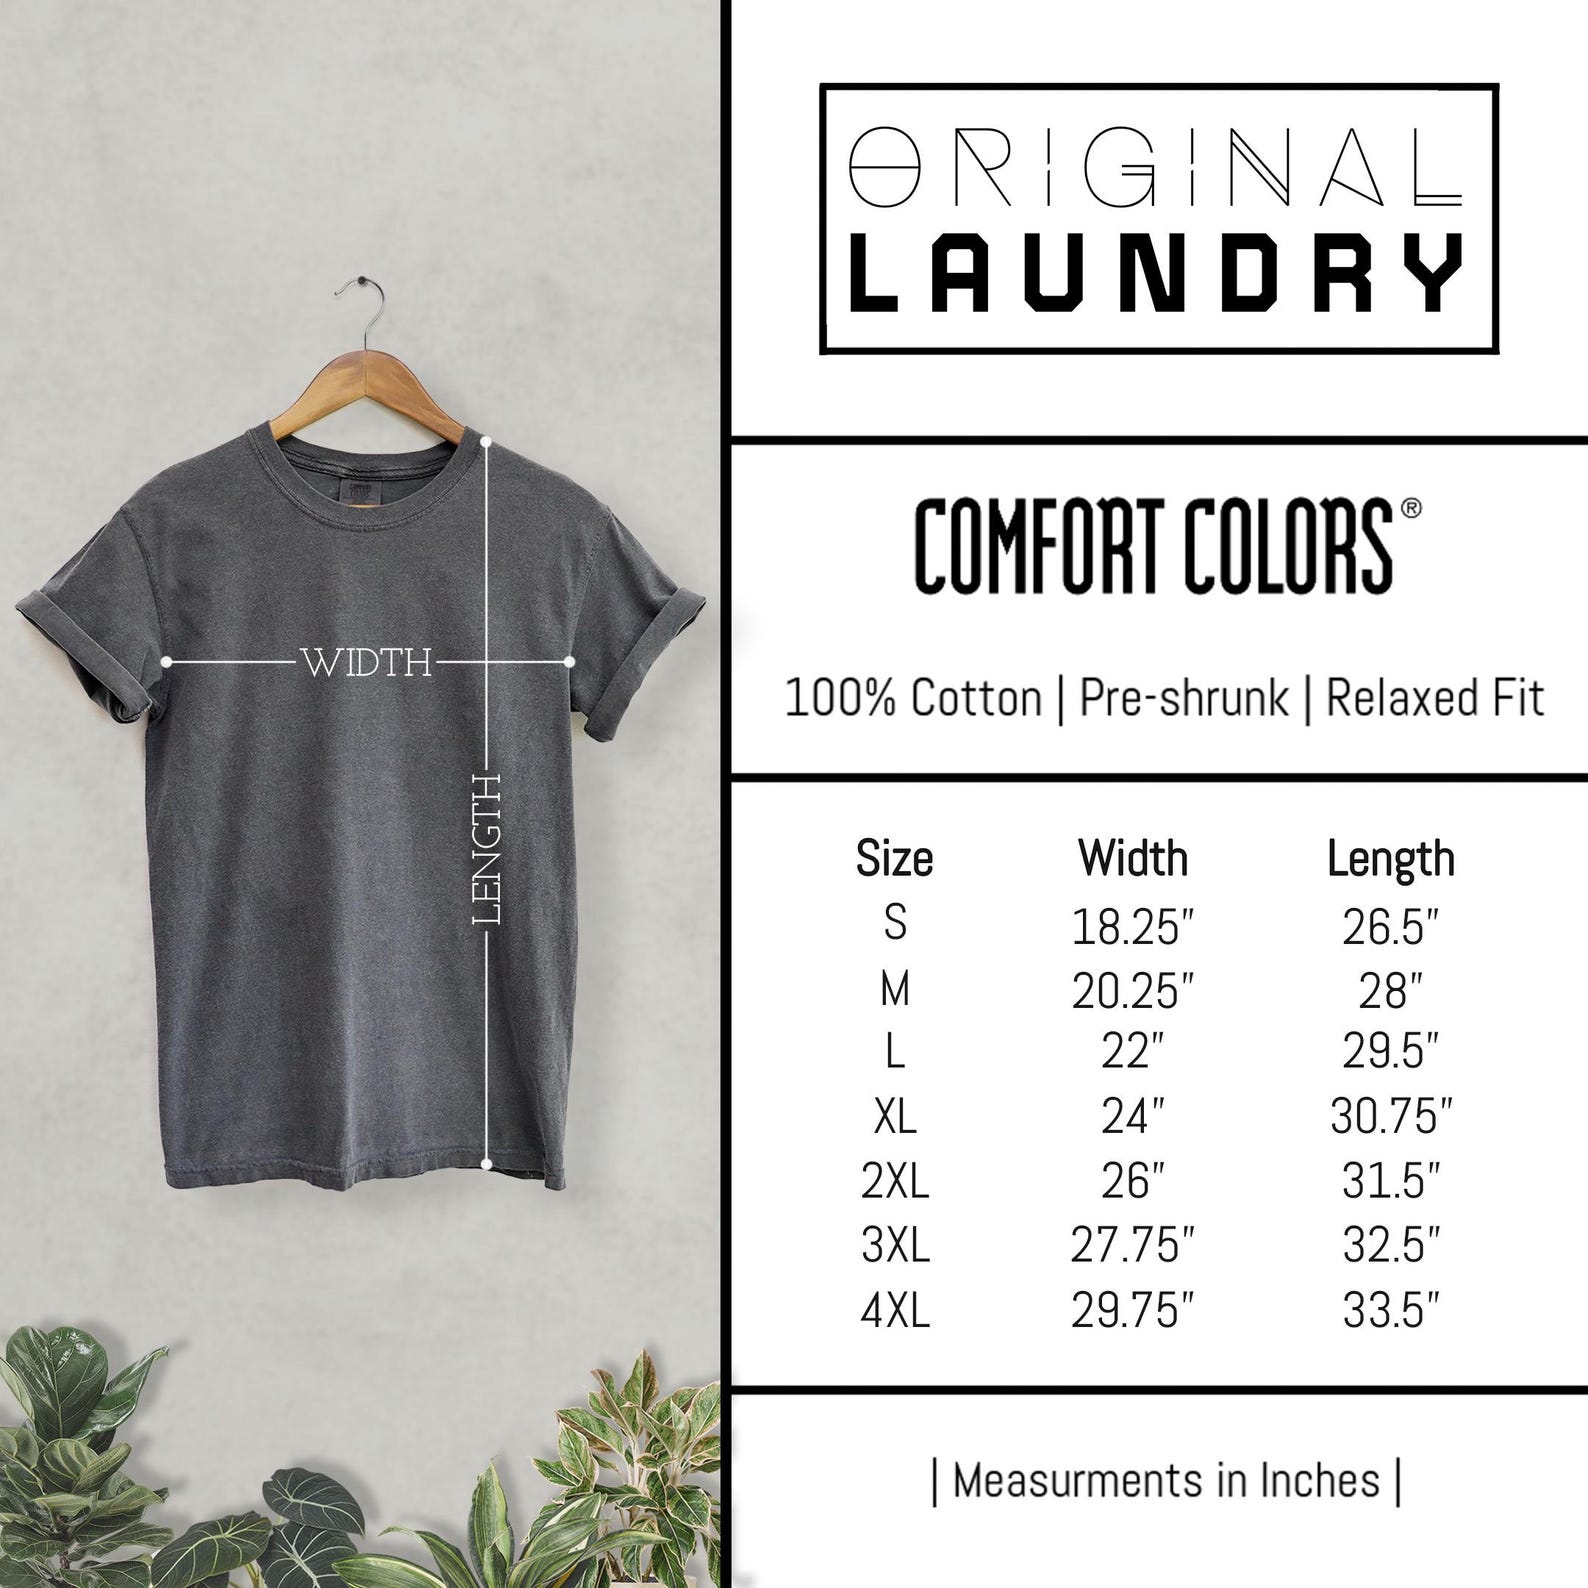 ORIGINAL
LAUNDRY
COMFORT COLORS®
100% Cotton | Pre-shrunk | Relaxed Fit
WIDTH
LENGTH
Size Width Length
S 18.25" 26.5"
M 20.25" 28"
L 22" 29.5"
XL 24" 30.75"
2XL 26" 31.5"
3XL 27.75" 32.5"
4XL 29.75" 33.5"
| Measurments in Inches |